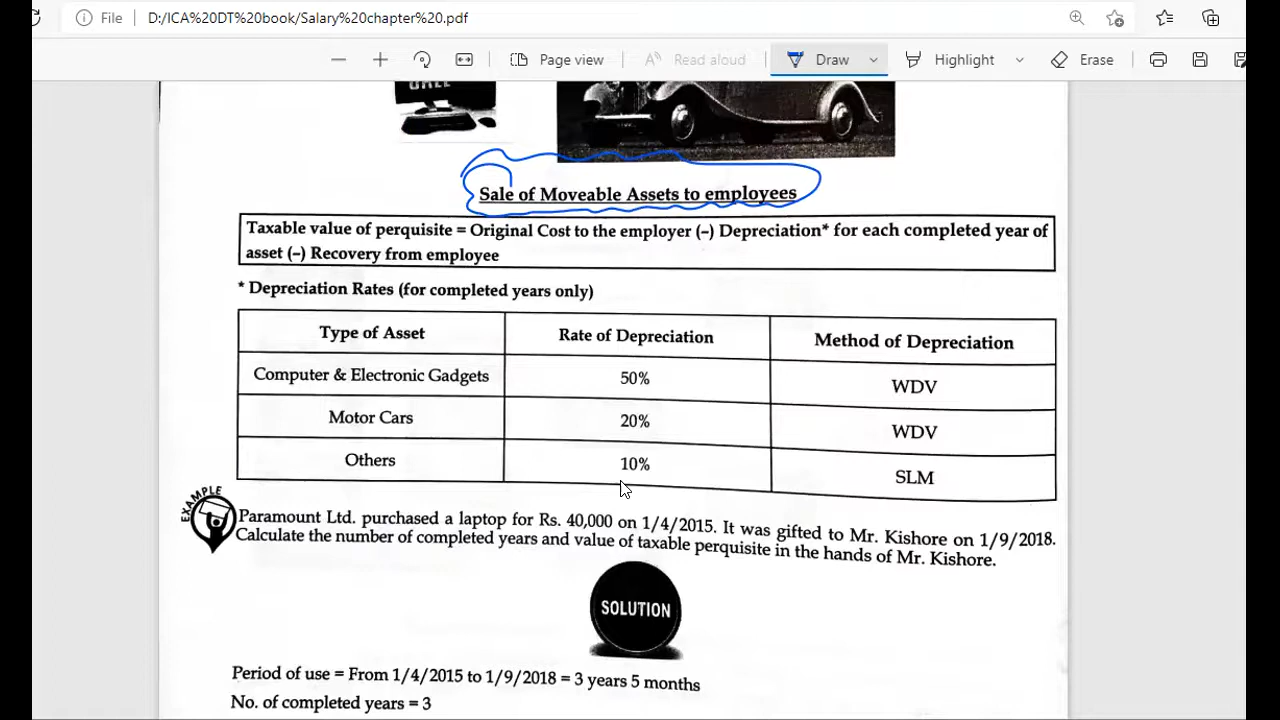 File
D:/ICA%20DT%20book/Salary%20chapter%20.pdf
Page view
Read aloud
Draw
Highlight
Erase
Sale of Moveable Assets to employees
Taxable value of perquisite = Original Cost to the employer (–) Depreciation* for each completed year of
asset (–) Recovery from employee
* Depreciation Rates (for completed years only)
Type of Asset Rate of Depreciation Method of Depreciation
Computer & Electronic Gadgets 50% WDV
Motor Cars 20% WDV
Others 10% SLM
EXAMPLE
Paramount Ltd. purchased a laptop for Rs. 40,000 on 1/4/2015. It was gifted to Mr. Kishore on 1/9/2018.
Calculate the number of completed years and value of taxable perquisite in the hands of Mr. Kishore.
SOLUTION
Period of use = From 1/4/2015 to 1/9/2018 = 3 years 5 months
No. of completed years = 3